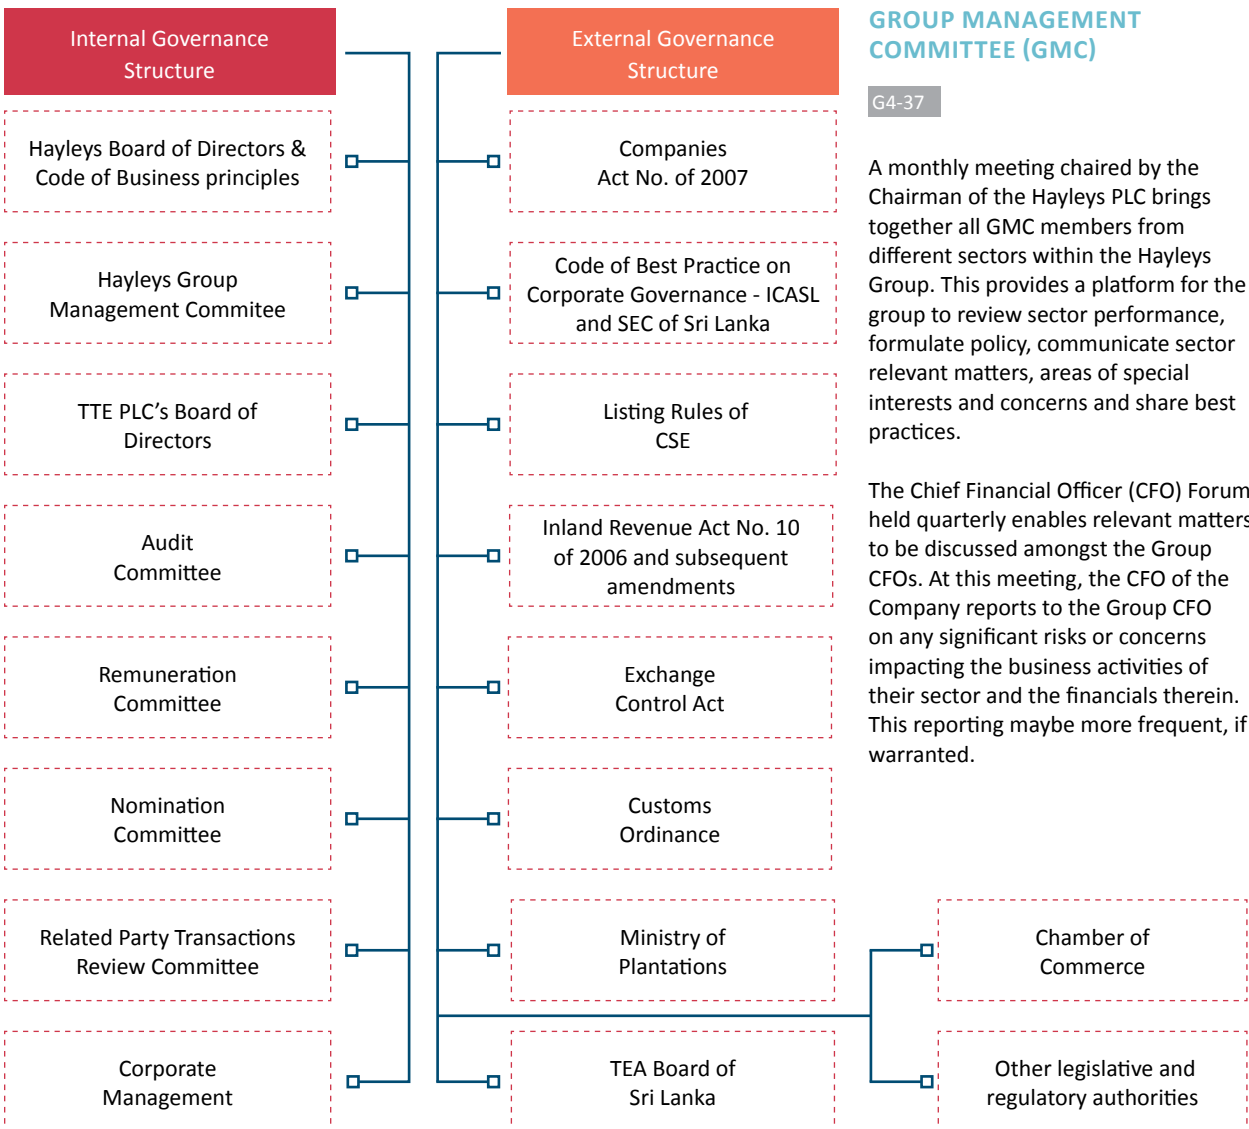 Internal Governance
Structure
Hayleys Board of Directors &
Code of Business principles
Hayleys Group
Management Commitee
TTE PLC’s Board of
Directors
Audit
Committee
Remuneration
Committee
Nomination
Committee
Related Party Transactions
Review Committee
Corporate
Management
External Governance
Structure
Companies
Act No. of 2007
Code of Best Practice on
Corporate Governance - ICASL
and SEC of Sri Lanka
Listing Rules of
CSE
Inland Revenue Act No. 10
of 2006 and subsequent
amendments
Exchange
Control Act
Customs
Ordinance
Ministry of
Plantations
TEA Board of
Sri Lanka
Chamber of
Commerce
Other legislative and
regulatory authorities
GROUP MANAGEMENT
COMMITTEE (GMC)
G4-37
A monthly meeting chaired by the
Chairman of the Hayleys PLC brings
together all GMC members from
different sectors within the Hayleys
Group. This provides a platform for the
group to review sector performance,
formulate policy, communicate sector
relevant matters, areas of special
interests and concerns and share best
practices.
The Chief Financial Officer (CFO) Forum
held quarterly enables relevant matters
to be discussed amongst the Group
CFOs. At this meeting, the CFO of the
Company reports to the Group CFO
on any significant risks or concerns
impacting the business activities of
their sector and the financials therein.
This reporting maybe more frequent, if
warranted.